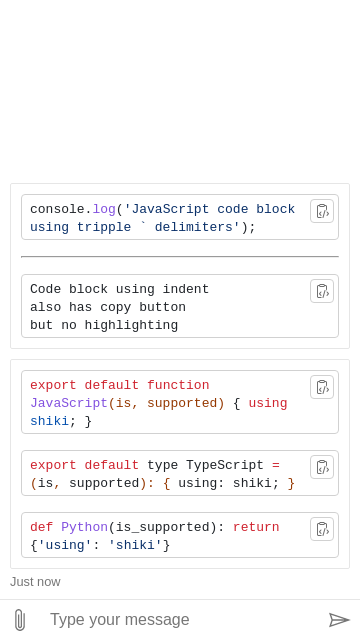 console.log('JavaScript code block
using tripple ` delimiters');
Code block using indent
also has copy button
but no highlighting
export default function
JavaScript(is, supported) { using
shiki; }
export default type TypeScript =
(is, supported): { using: shiki; }
def Python(is_supported): return
{'using': 'shiki'}
Just now
Type your message